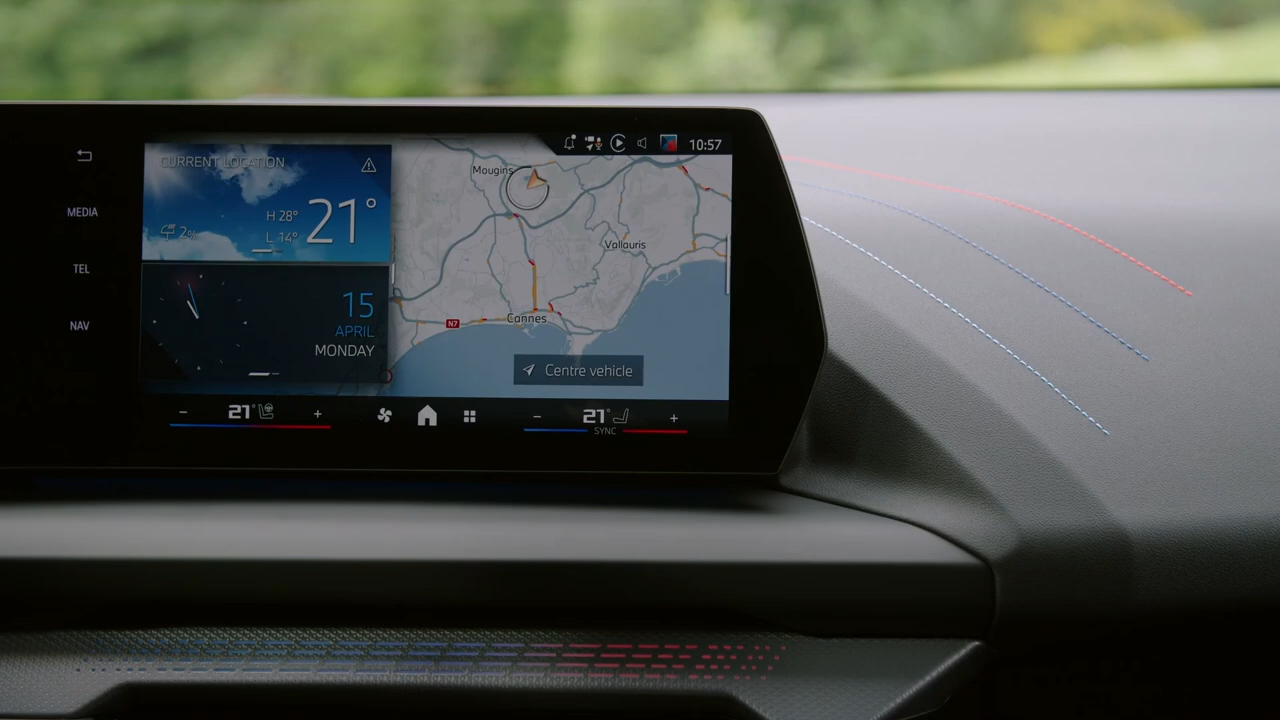 10:57
MEDIA
TEL
NAV
CURRENT LOCATION
2%
H 28°
L 14°
21°
15
APRIL
MONDAY
Mougins
Vallauris
N7
Cannes
Centre vehicle
- 21° +
- 21° +
SYNC